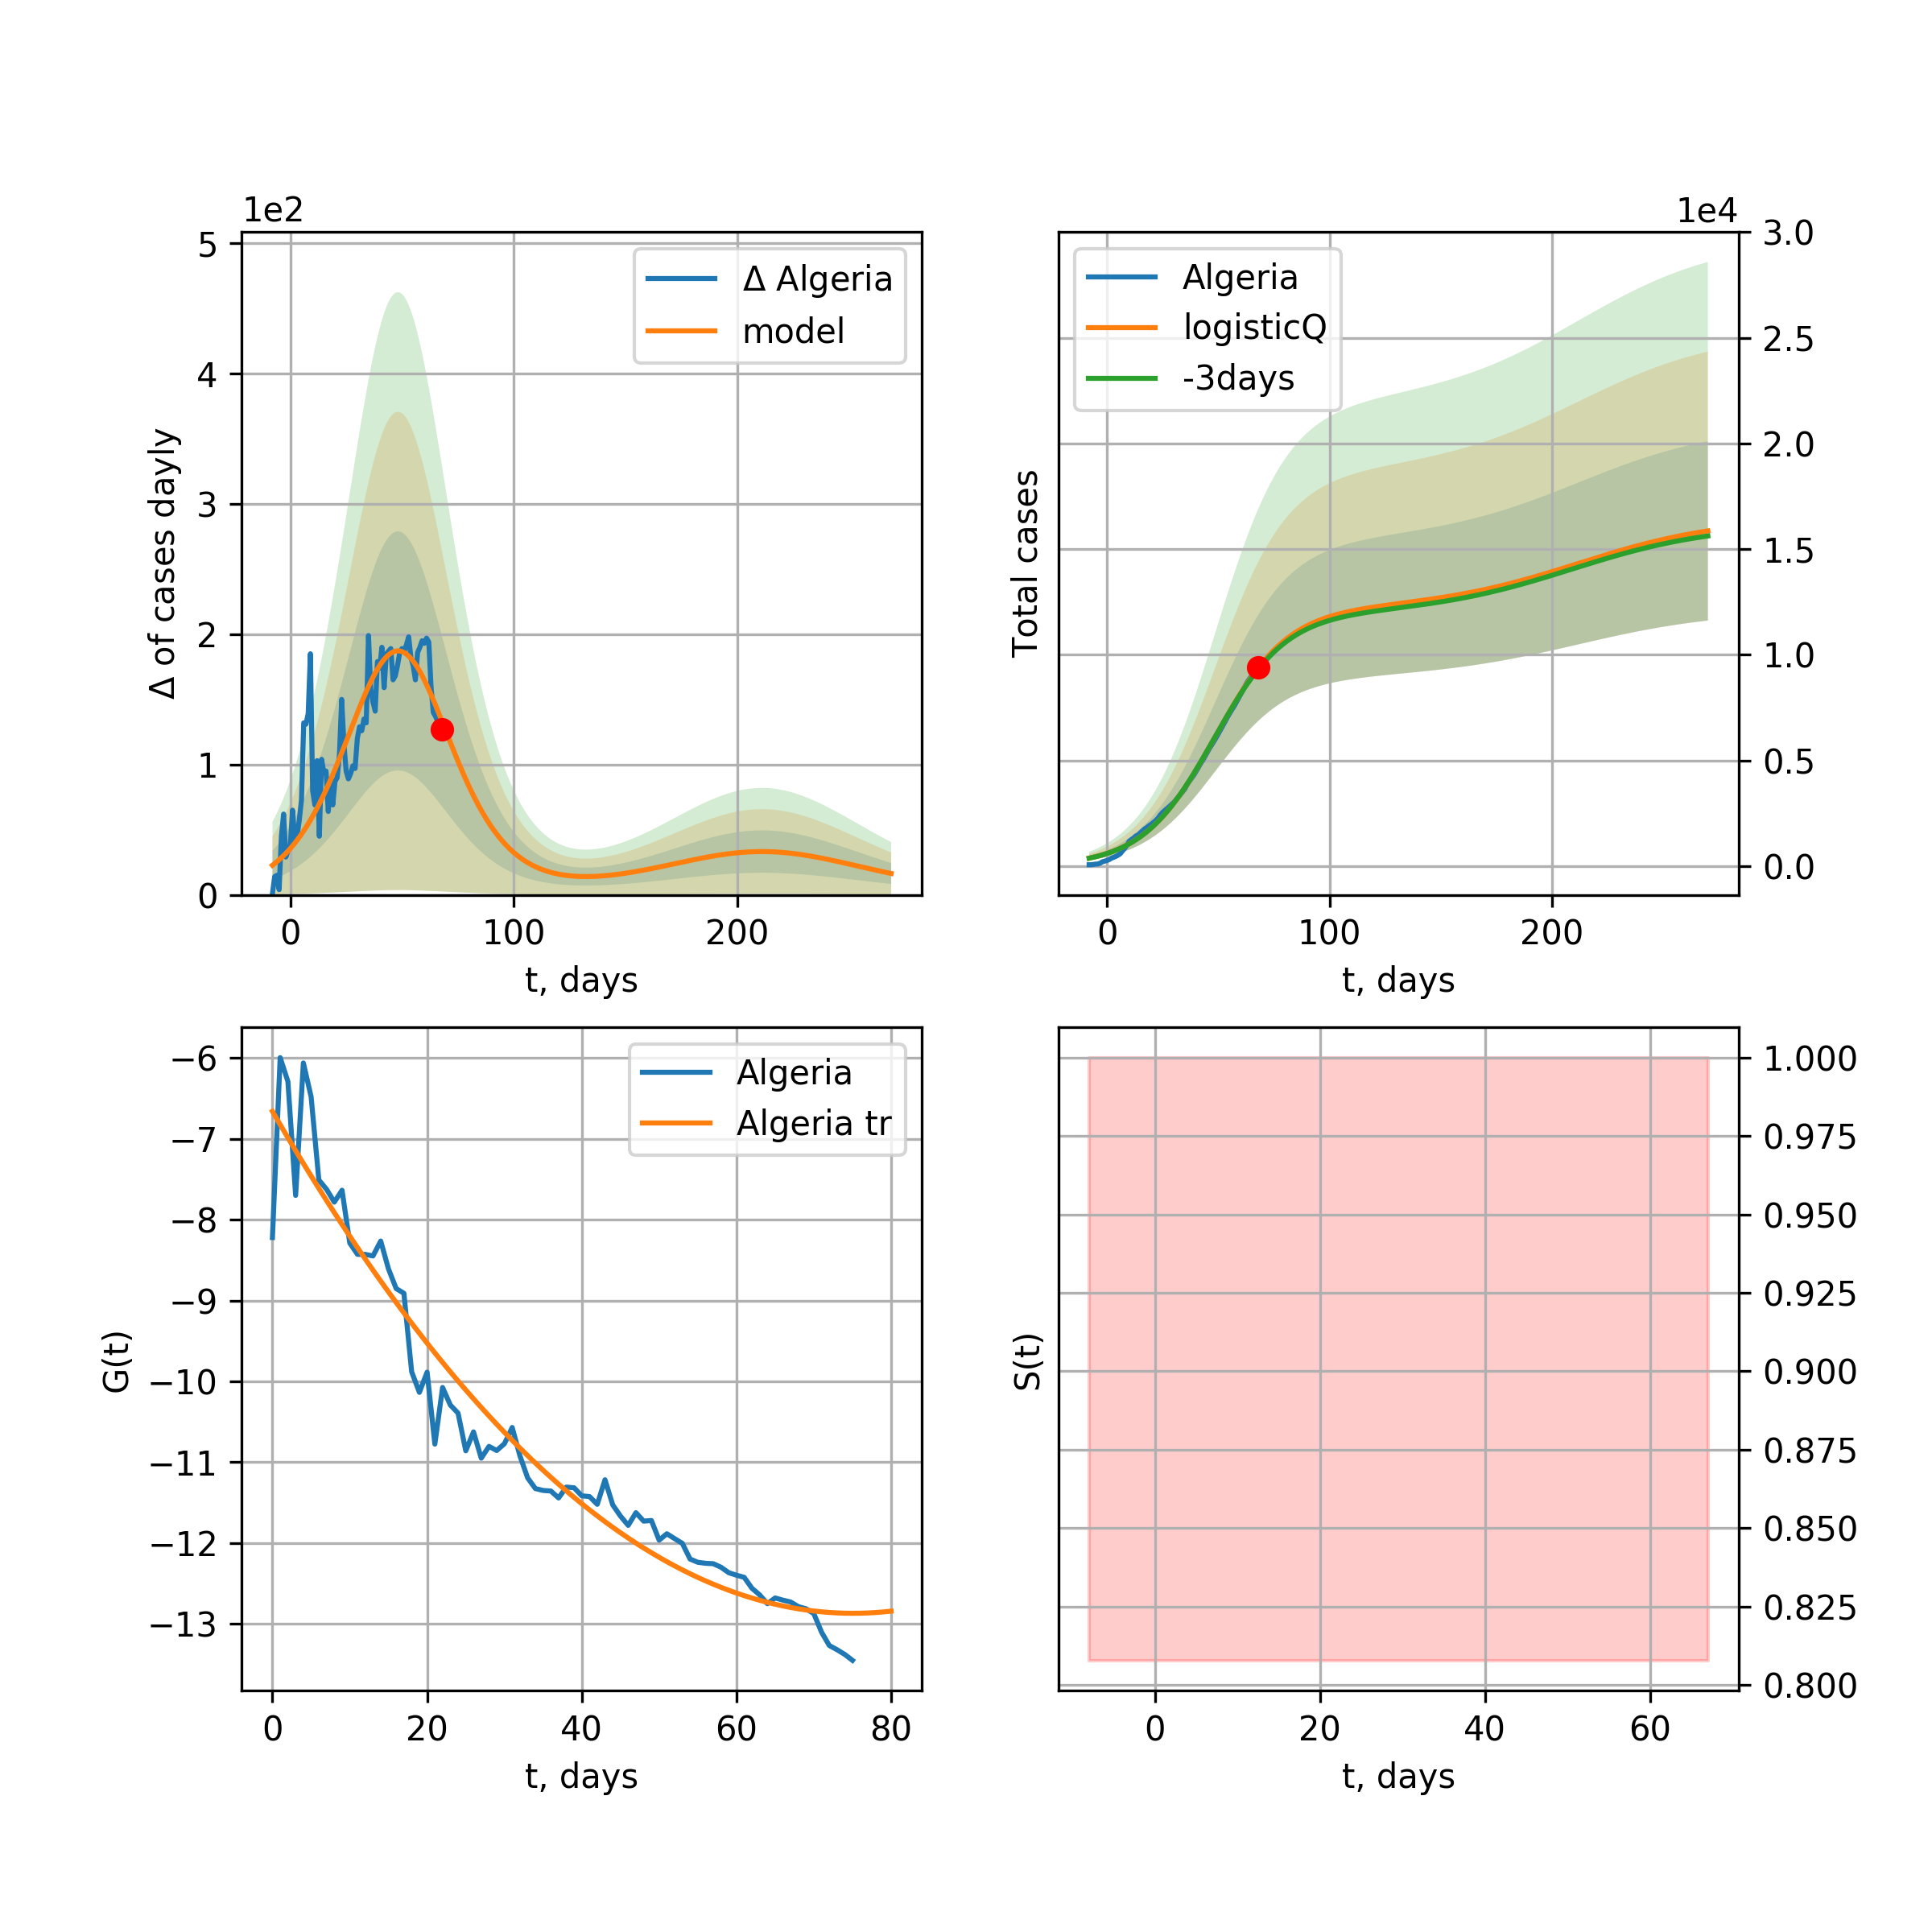 1e2
5
4
3
2
1
0
Δ of cases dayly
0 100 200
t, days
Δ Algeria
model
1e4
3.0
2.5
2.0
1.5
1.0
0.5
0.0
Total cases
0 100 200
t, days
Algeria
logisticQ
-3days
−6
−7
−8
−9
−10
−11
−12
−13
G(t)
0 20 40 60 80
t, days
Algeria
Algeria tr
1.000
0.975
0.950
0.925
0.900
0.875
0.850
0.825
0.800
S(t)
0 20 40 60
t, days